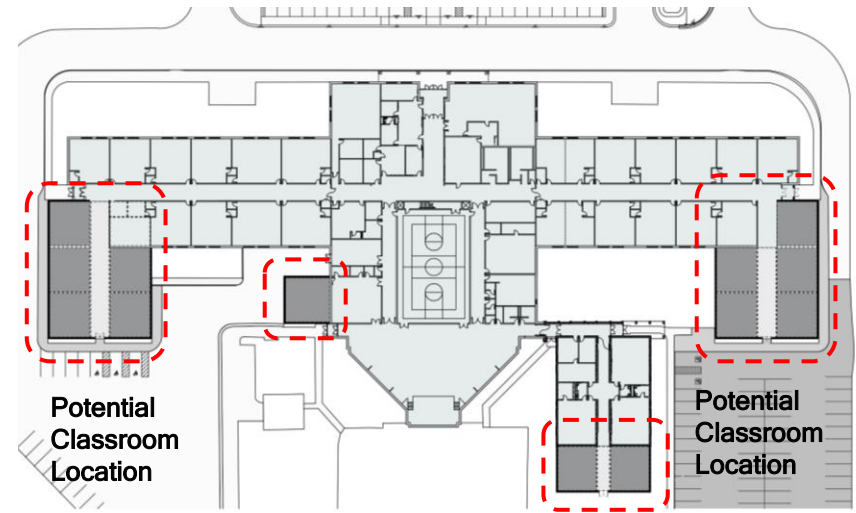 Potential
Classroom
Location
Potential
Classroom
Location